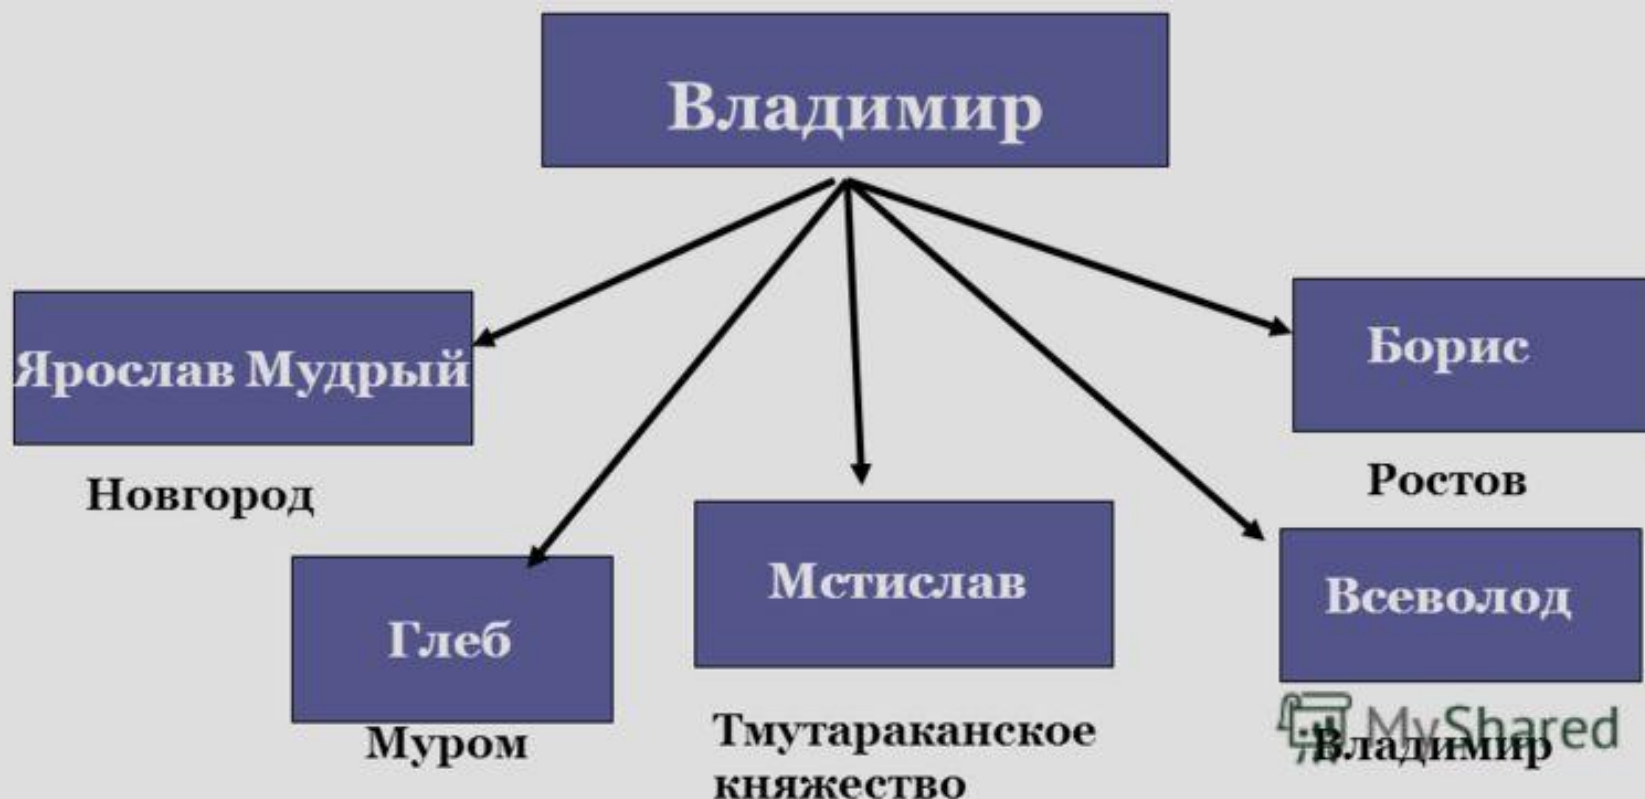 Владимир
Ярослав Мудрый
Новгород
Борис
Ростов
Глеб
Муром
Мстислав
Тмутараканское
княжество
Всеволод
Владимир
MyShared